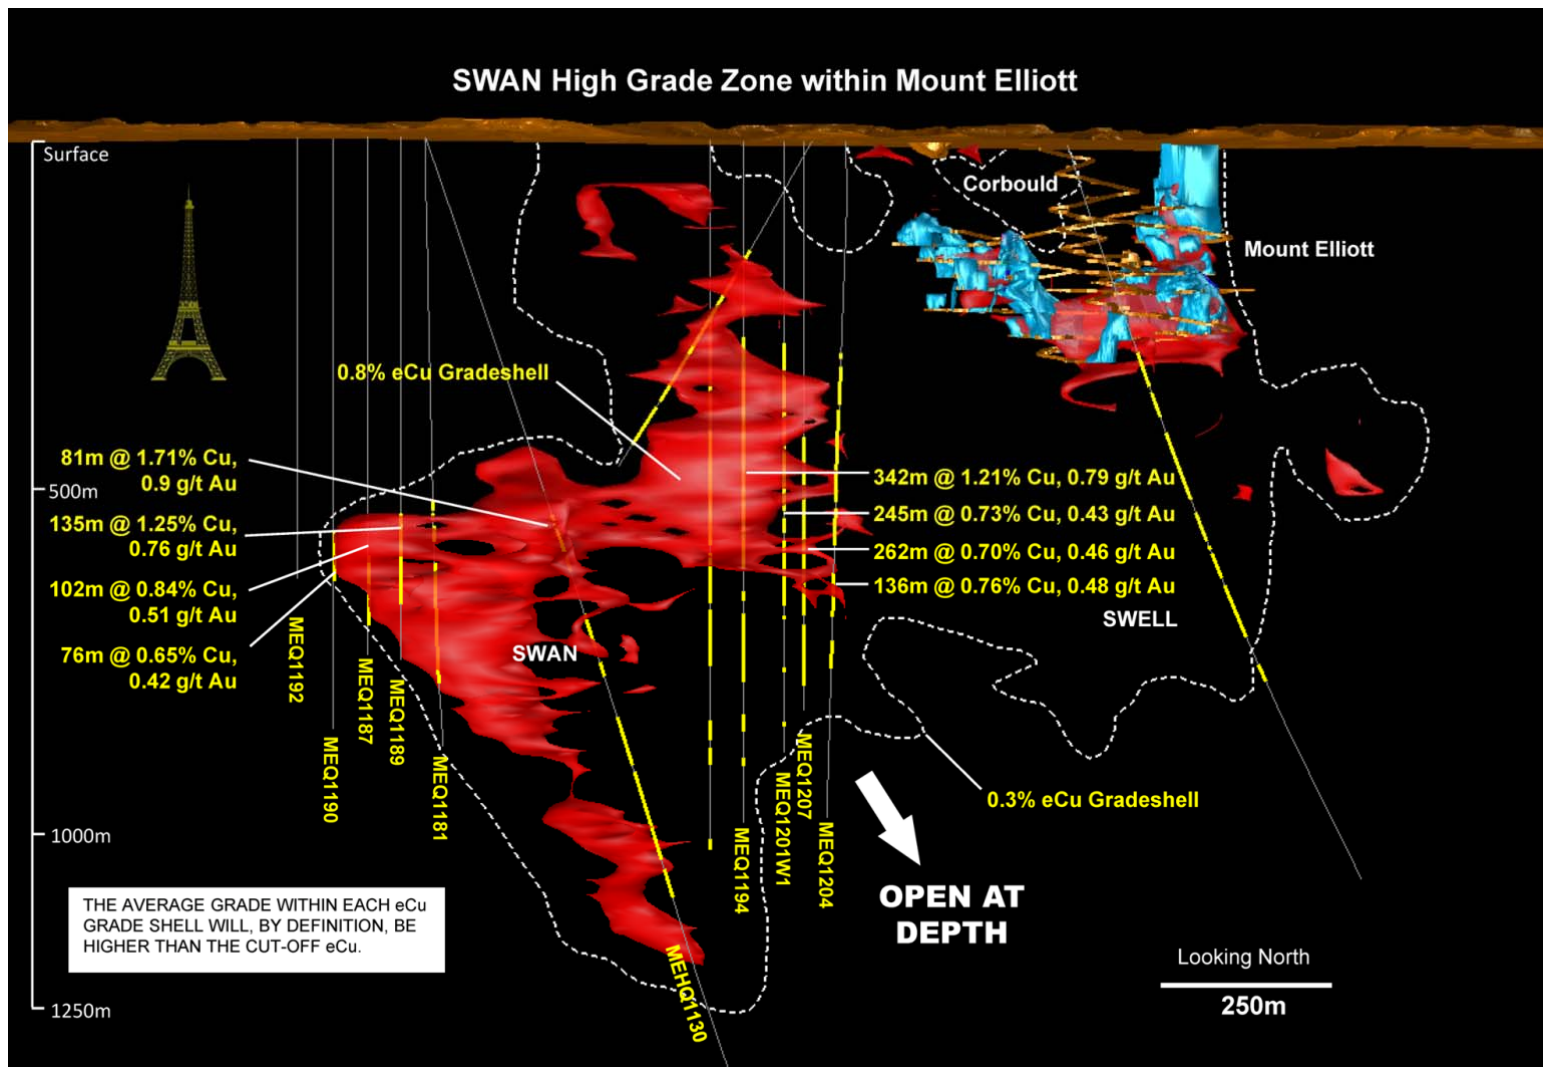 SWAN High Grade Zone within Mount Elliott
Surface
Corbould
Mount Elliott
0.8% eCu Gradeshell
81m @ 1.71% Cu,
0.9 g/t Au
500m
135m @ 1.25% Cu,
0.76 g/t Au
102m @ 0.84% Cu,
0.51 g/t Au
76m @ 0.65% Cu,
0.42 g/t Au
342m @ 1.21% Cu, 0.79 g/t Au
245m @ 0.73% Cu, 0.43 g/t Au
262m @ 0.70% Cu, 0.46 g/t Au
136m @ 0.76% Cu, 0.48 g/t Au
SWELL
SWAN
MEQ1192
MEQ1190
MEQ1187
MEQ1189
MEQ1181
MEHQ1130
MEQ1194
MEQ1201W1
MEQ1207
MEQ1204
0.3% eCu Gradeshell
1000m
OPEN AT
DEPTH
THE AVERAGE GRADE WITHIN EACH eCu
GRADE SHELL WILL, BY DEFINITION, BE
HIGHER THAN THE CUT-OFF eCu.
Looking North
250m
1250m